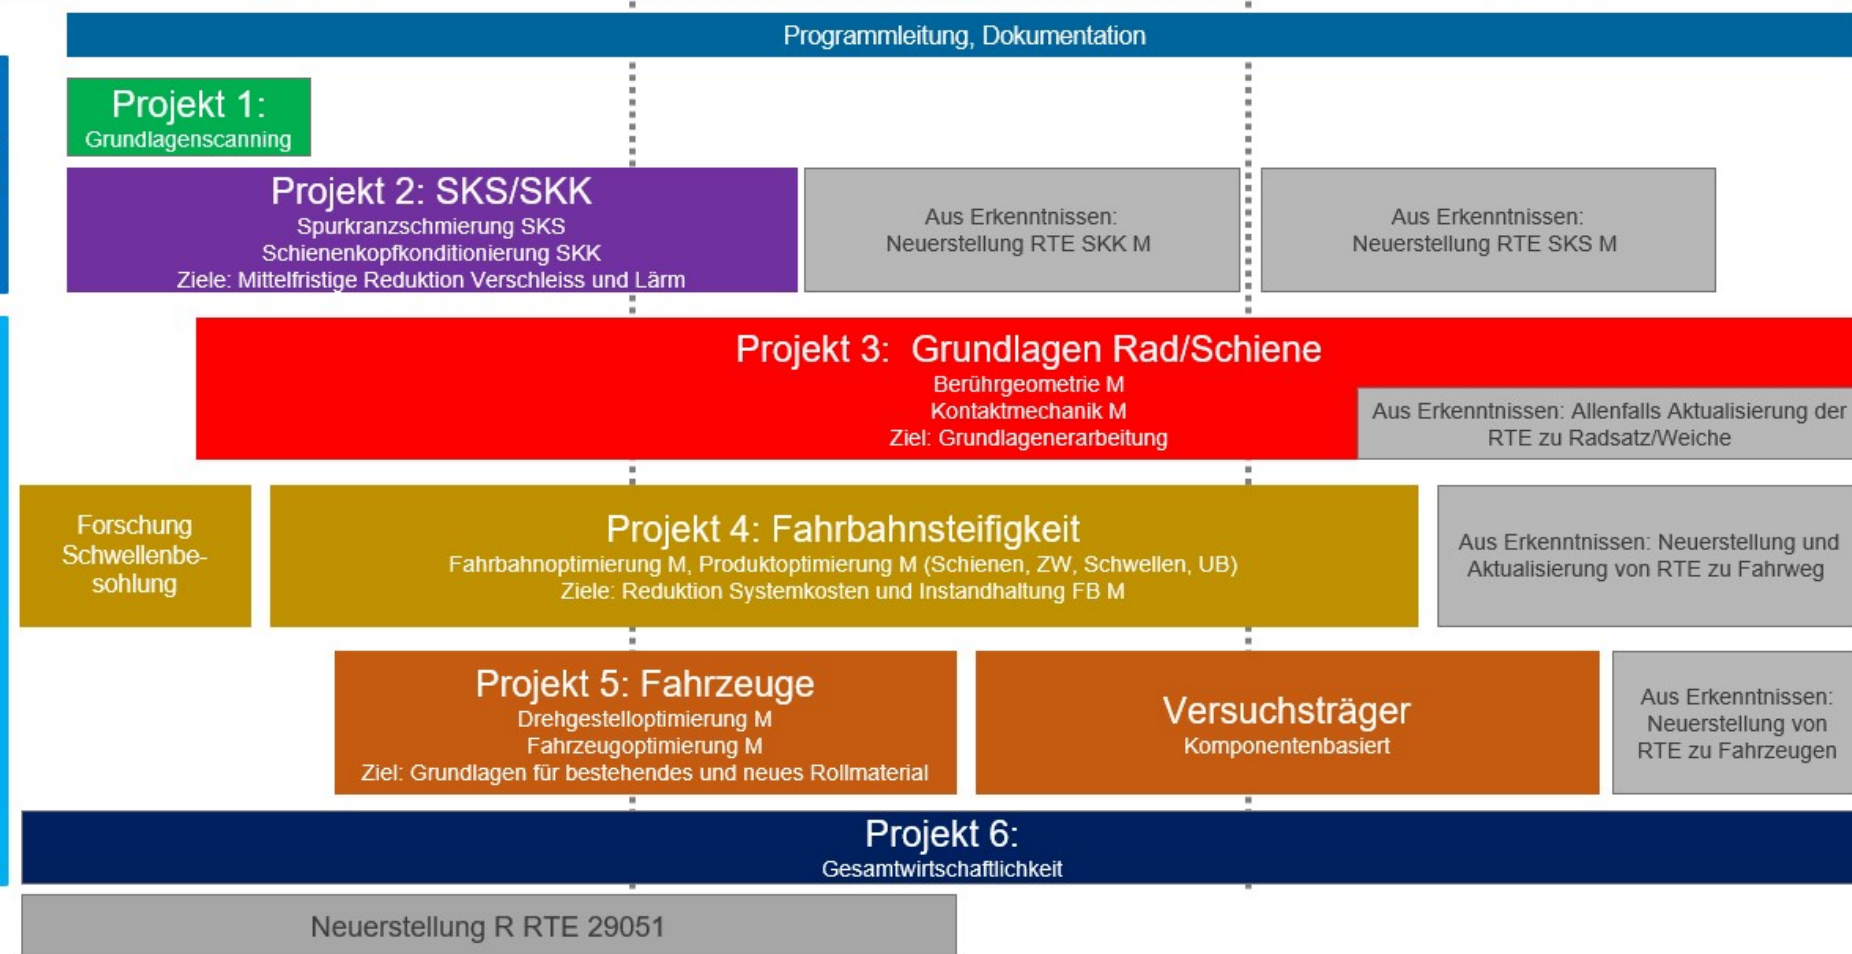 Programmleitung, Dokumentation
Projekt 1:
Grundlagenscanning
Projekt 2: SKS/SKK
Spurkranzschmierung SKS
Schienenkopfkonditionierung SKK
Ziele: Mittelfristige Reduktion Verschleiss und Lärm
Aus Erkenntnissen:
Neuerstellung RTE SKK M
Aus Erkenntnissen:
Neuerstellung RTE SKS M
Projekt 3: Grundlagen Rad/Schiene
Berührgeometrie M
Kontaktmechanik M
Ziel: Grundlagenerarbeitung
Aus Erkenntnissen: Allenfalls Aktualisierung der
RTE zu Radsatz/Weiche
Forschung
Schwellenbe-
sohlung
Projekt 4: Fahrbahnsteifigkeit
Fahrbahnoptimierung M, Produktoptimierung M (Schienen, ZW, Schwellen, UB)
Ziele: Reduktion Systemkosten und Instandhaltung FB M
Aus Erkenntnissen: Neuerstellung und
Aktualisierung von RTE zu Fahrweg
Projekt 5: Fahrzeuge
Drehgestelloptimierung M
Fahrzeugoptimierung M
Ziel: Grundlagen für bestehendes und neues Rollmaterial
Versuchsträger
Komponentenbasiert
Aus Erkenntnissen:
Neuerstellung von
RTE zu Fahrzeugen
Projekt 6:
Gesamtwirtschaftlichkeit
Neuerstellung R RTE 29051